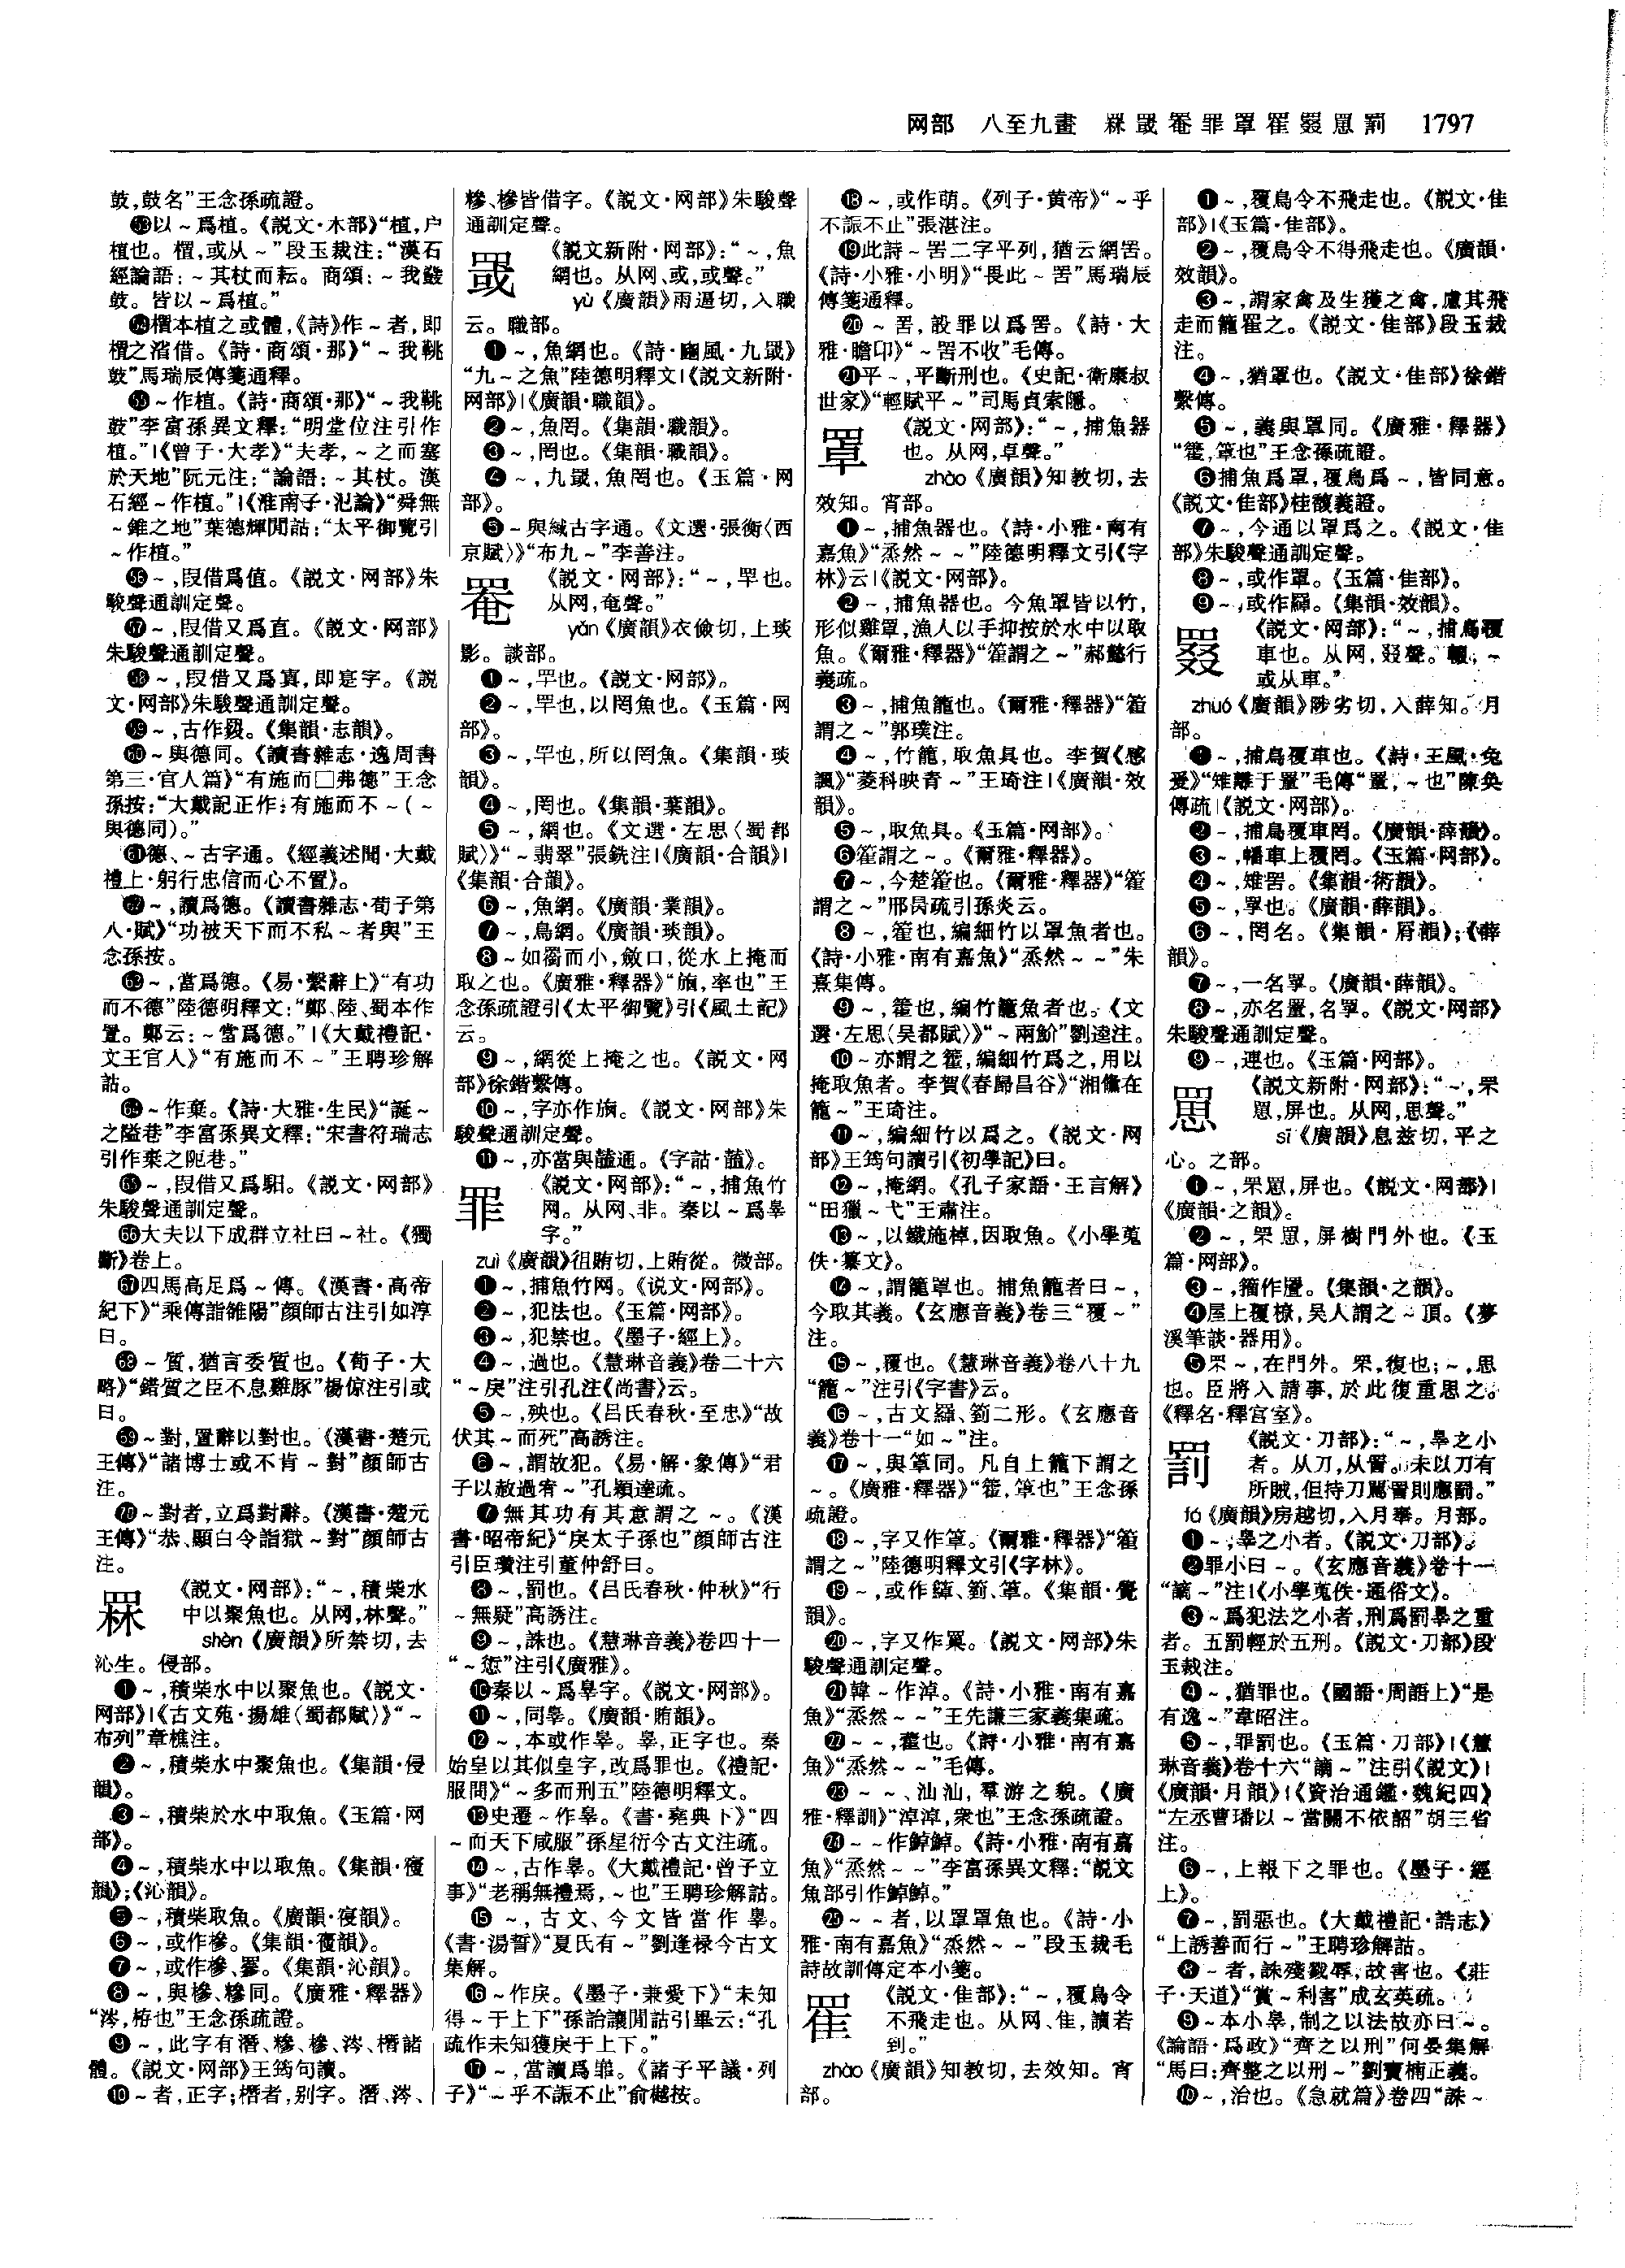 网部　八至九畫　罧罭罨罪罩䍜罬罳罰　1797
鼓,鼓名”王念孫疏證。
53以～爲植。《説文·木部》“植,户
植也。櫃,或从～”段玉裁注:“漢石
經論語:～其杖而耘。商頌:～我鼗
鼓。皆以～爲植。”
54櫃本植之或體,《詩》作～者,即
櫃之渻借。《詩·商頌·那》“～我鞉
鼓”馬瑞辰傳箋通釋。
55～作植。《詩·商頌·那》“～我鞉
鼓”李富孫異文釋:“明堂位注引作
植。”|《曾子·大孝》“夫孝,～之而塞
於天地”阮元注:“論語:～其杖。漢
石經～作植。”|《淮南子·氾論》“舜無
～錐之地”葉德輝閒詁:“太平御覽引
～作植。”
56～,叚借爲值。《説文·网部》朱
駿聲通訓定聲。
57～,叚借又爲直。《説文·网部》
朱駿聲通訓定聲。
58～,叚借又爲寘,即寔字。《説
文·网部》朱駿聲通訓定聲。
59～,古作𦋰。《集韻·志韻》。
60～與德同。《讀書雜志·逸周書
第三·官人篇》“有施而□弗德”王念
孫按:“大戴記正作:有施而不～(～
與德同)。”
61德、～古字通。《經義述聞·大戴
禮上·躬行忠信而心不置》。
62～,讀爲德。《讀書雜志·荀子第
八·賦》“功被天下而不私～者與”王
念孫按。
63～,當爲德。《易·繫辭上》“有功
而不德”陸德明釋文:“鄭、陸、蜀本作
置。鄭云:～當爲德。”|《大戴禮記·
文王官人》“有施而不～”王聘珍解
詁。
64～作棄。《詩·大雅·生民》“誕～
之隘巷”李富孫異文釋:“宋書符瑞志
引作棄之阨巷。”
65～,叚借又爲馹。《説文·网部》
朱駿聲通訓定聲。
66大夫以下成群立社曰～社。《獨
斷》卷上。
67四馬高足爲～傳。《漢書·高帝
紀下》“乘傳詣雒陽”顔師古注引如淳
曰。
68～質,猶言委質也。《荀子·大
略》“錯質之臣不息雞豚”楊倞注引或
曰。
69～對,置辭以對也。《漢書·楚元
王傳》“諸博士或不肯～對”顔師古
注。
70～對者,立爲對辭。《漢書·楚元
王傳》“恭、顯白令詣獄～對”顔師古
注。
罧　《説文·网部》:“～,積柴水
中以聚魚也。从网,林聲。”
shèn《廣韻》所禁切,去
沁生。侵部。
❶～,積柴水中以聚魚也。《説文·
网部》|《古文苑·揚雄〈蜀都賦〉》“～
布列”章樵注。
❷～,積柴水中聚魚也。《集韻·侵
韻》。
❸～,積柴於水中取魚。《玉篇·网
部》。
❹～,積柴水中以取魚。《集韻·寑
韻》;《沁韻》。
❺～,積柴取魚。《廣韻·寑韻》。
❻～,或作槮。《集韻·寑韻》。
❼～,或作槮、罺。《集韻·沁韻》。
❽～,與槮、糝同。《廣雅·釋器》
“涔,栫也”王念孫疏證。
❾～,此字有潛、糝、槮、涔、橬諸
體。《説文·网部》王筠句讀。
❿～者,正字;橬者,别字。潛、涔、
糝、槮皆借字。《説文·网部》朱駿聲
通訓定聲。
罭　《説文新附·网部》:“～,魚
網也。从网、或,或聲。”
yù《廣韻》雨逼切,入職
云。職部。
❶～,魚網也。《詩·豳風·九罭》
“九～之魚”陸德明釋文|《説文新附·
网部》|《廣韻·職韻》。
❷～,魚罔。《集韻·職韻》。
❸～,罔也。《集韻·職韻》。
❹～,九罭,魚罔也。《玉篇·网
部》。
❺～與緎古字通。《文選·張衡〈西
京賦〉》“布九～”李善注。
罨　《説文·网部》:“～,罕也。
从网,奄聲。”
yǎn《廣韻》衣儉切,上琰
影。談部。
❶～,罕也。《説文·网部》。
❷～,罕也,以罔魚也。《玉篇·网
部》。
❸～,罕也,所以罔魚。《集韻·琰
韻》。
❹～,罔也。《集韻·葉韻》。
❺～,網也。《文選·左思〈蜀都
賦〉》“～翡翠”張銑注|《廣韻·合韻》|
《集韻·合韻》。
❻～,魚網。《廣韻·業韻》。
❼～,鳥網。《廣韻·琰韻》。
❽～如䍡而小,斂口,從水上掩而
取之也。《廣雅·釋器》“䍖,率也”王
念孫疏證引《太平御覽》引《風土記》
云。
❾～,網從上掩之也。《説文·网
部》徐鍇繫傳。
❿～,字亦作䍖。《説文·网部》朱
駿聲通訓定聲。
⓫～,亦當與䪜通。《字詁·䪜》。
罪　《説文·网部》:“～,捕魚竹
网。从网、非。秦以～爲辠
字。”
zuì《廣韻》徂賄切,上賄從。微部。
❶～,捕魚竹网。《说文·网部》。
❷～,犯法也。《玉篇·网部》。
❸～,犯禁也。《墨子·經上》。
❹～,過也。《慧琳音義》卷二十六
“～戾”注引孔注《尚書》云。
❺～,殃也。《吕氏春秋·至忠》“故
伏其～而死”高誘注。
❻～,謂故犯。《易·解·象傳》“君
子以赦過宥～”孔穎達疏。
❼無其功有其意謂之～。《漢
書·昭帝紀》“戾太子孫也”顔師古注
引臣瓚注引董仲舒曰。
❽～,罰也。《吕氏春秋·仲秋》“行
～無疑”高誘注。
❾～,誅也。《慧琳音義》卷四十一
“～愆”注引《廣雅》。
❿秦以～爲辠字。《説文·网部》。
⓫～,同辠。《廣韻·賄韻》。
⓬～,本或作辠。辠,正字也。秦
始皇以其似皇字,改爲罪也。《禮記·
服問》“～多而刑五”陸德明釋文。
⓭史遷～作辠。《書·堯典下》“四
～而天下咸服”孫星衍今古文注疏。
⓮～,古作辠。《大戴禮記·曾子立
事》“老稱無禮焉,～也”王聘珍解詁。
⓯～,古文、今文皆當作辠。
《書·湯誓》“夏氏有～”劉逢禄今古文
集解。
⓰～作戾。《墨子·兼愛下》“未知
得～于上下”孫詒讓閒詁引畢云:“孔
疏作未知獲戾于上下。”
⓱～,當讀爲罪。《諸子平議·列
子》“～乎不誫不止”俞樾按。
⓲～,或作萌。《列子·黄帝》“～乎
不誫不止”張湛注。
⓳此詩～罟二字平列,猶云網罟。
《詩·小雅·小明》“畏此～罟”馬瑞辰
傳箋通釋。
⓴～罟,設罪以爲罟。《詩·大
雅·瞻卬》“～罟不收”毛傳。
21平～,平斷刑也。《史記·衛康叔
世家》“輕賦平～”司馬貞索隱。
罩　《説文·网部》:“～,捕魚器
也。从网,卓聲。”
zhào《廣韻》知教切,去
效知。宵部。
❶～,捕魚器也。《詩·小雅·南有
嘉魚》“烝然～～”陸德明釋文引《字
林》云|《説文·网部》。
❷～,捕魚器也。今魚罩皆以竹,
形似雞罩,漁人以手抑按於水中以取
魚。《爾雅·釋器》“篧謂之～”郝懿行
義疏。
❸～,捕魚籠也。《爾雅·釋器》“篧
謂之～”郭璞注。
❹～,竹籠,取魚具也。李賀《感
諷》“菱科映青～”王琦注|《廣韻·效
韻》。
❺～,取魚具。《玉篇·网部》。
❻篧謂之～。《爾雅·釋器》。
❼～,今楚篧也。《爾雅·釋器》“篧
謂之～”邢昺疏引孫炎云。
❽～,篧也,編細竹以罩魚者也。
《詩·小雅·南有嘉魚》“烝然～～”朱
熹集傳。
❾～,篧也,編竹籠魚者也。《文
選·左思〈吴都賦〉》“～兩魪”劉逵注。
❿～亦謂之篧,編細竹爲之,用以
掩取魚者。李賀《春歸昌谷》“湘儵在
籠～”王琦注。
⓫～,編細竹以爲之。《説文·网
部》王筠句讀引《初學記》曰。
⓬～,掩網。《孔子家語·王言解》
“田獵～弋”王肅注。
⓭～,以鐵施棹,因取魚。《小學蒐
佚·纂文》。
⓮～,謂籠罩也。捕魚籠者曰～,
今取其義。《玄應音義》卷三“覆～”
注。
⓯～,覆也。《慧琳音義》卷八十九
“籠～”注引《字書》云。
⓰～,古文䍜、箌二形。《玄應音
義》卷十一“如～”注。
⓱～,與䈇同。凡自上籠下謂之
～。《廣雅·釋器》“篧,䈇也”王念孫
疏證。
⓲～,字又作䈇。《爾雅·釋器》“篧
謂之～”陸德明釋文引《字林》。
⓳～,或作箌、䈇。《集韻·覺
韻》。
⓴～,字又作䍜。《説文·网部》朱
駿聲通訓定聲。
21韓～作淖。《詩·小雅·南有嘉
魚》“烝然～～”王先謙三家義集疏。
22～～,篧也。《詩·小雅·南有嘉
魚》“烝然～～”毛傳。
23～～、汕汕,羣游之貌。《廣
雅·釋訓》“淖淖,衆也”王念孫疏證。
24～～作鯙鯙。《詩·小雅·南有嘉
魚》“烝然～～”李富孫異文釋:“説文
魚部引作鯙鯙。”
25～～者,以罩罩魚也。《詩·小
雅·南有嘉魚》“烝然～～”段玉裁毛
詩故訓傳定本小箋。
䍜　《説文·隹部》:“～,覆鳥令
不飛走也。从网、隹,讀若
到。”
zhào《廣韻》知教切,去效知。宵
部。
❶～,覆鳥令不飛走也。《説文·隹
部》|《玉篇·隹部》。
❷～,覆鳥令不得飛走也。《廣韻·
效韻》。
❸～,謂家禽及生獲之禽,慮其飛
走而籠䍜之。《説文·隹部》段玉裁
注。
❹～,猶罩也。《説文·隹部》徐鍇
繫傳。
❺～,義與罩同。《廣雅·釋器》
“篧,䈇也”王念孫疏證。
❻捕魚爲罩,覆鳥爲～,皆同意。
《説文·隹部》桂馥義證。
❼～,今通以罩爲之。《説文·隹
部》朱駿聲通訓定聲。
❽～,或作罩。《玉篇·隹部》。
❾～,或作羅。《集韻·效韻》。
罬　《説文·网部》:“～,捕鳥覆
車也。从网,叕聲。輟,～
或从車。”
zhuó《廣韻》陟劣切,入薛知。月
部。
❶～,捕鳥覆車也。《詩·王風·兔
爰》“雉離于罿”毛傳“罿,～也”陳奂
傳疏|《説文·网部》。
❷～,捕鳥覆車罔。《廣韻·薛韻》。
❸～,幡車上覆罔。《玉篇·网部》。
❹～,雉罟。《集韻·術韻》。
❺～,罦也。《廣韻·薛韻》。
❻～,罔名。《集韻·㕞韻》;《薛
韻》。
❼～,一名罦。《廣韻·薛韻》。
❽～,亦名罿,名罦。《説文·网部》
朱駿聲通訓定聲。
❾～,連也。《玉篇·网部》。
罳　《説文新附·网部》:“～,罘
罳,屏也。从网,思聲。”
sī《廣韻》息兹切,平之
心。之部。
❶～,罘罳,屏也。《説文·网部》|
《廣韻·之韻》。
❷～,罘罳,屏樹門外也。《玉
篇·网部》。
❸～,籀作㒔。《集韻·之韻》。
❹屋上覆橑,吴人謂之～頂。《夢
溪筆談·器用》。
❺罘～,在門外。罘,復也;～,思
也。臣將入請事,於此復重思之。
《釋名·釋宫室》。
罰　《説文·刀部》:“～,辠之小
者。从刀,从詈。未以刀有
所賊,但持刀罵詈則應罰。”
fá《廣韻》房越切,入月奉。月部。
❶～,辠之小者。《説文·刀部》。
❷罪小曰～。《玄應音義》卷十一
“謫～”注|《小學蒐佚·通俗文》。
❸～爲犯法之小者,刑爲罰辠之重
者。五罰輕於五刑。《説文·刀部》段
玉裁注。
❹～,猶罪也。《國語·周語上》“是
有逸～”韋昭注。
❺～,罪罰也。《玉篇·刀部》|《慧
琳音義》卷十六“謫～”注引《説文》|
《廣韻·月韻》|《資治通鑑·魏紀四》
“左丞曹璠以～當關不依詔”胡三省
注。
❻～,上報下之罪也。《墨子·經
上》。
❼～,罰惡也。《大戴禮記·誥志》
“上誘善而行～”王聘珍解詁。
❽～者,誅殘戮辱,故害也。《莊
子·天道》“賞～利害”成玄英疏。
❾～本小辠,制之以法故亦曰～。
《論語·爲政》“齊之以刑”何晏集解
“馬曰:齊整之以刑～”劉寶楠正義。
❿～,治也。《急就篇》卷四“誅～